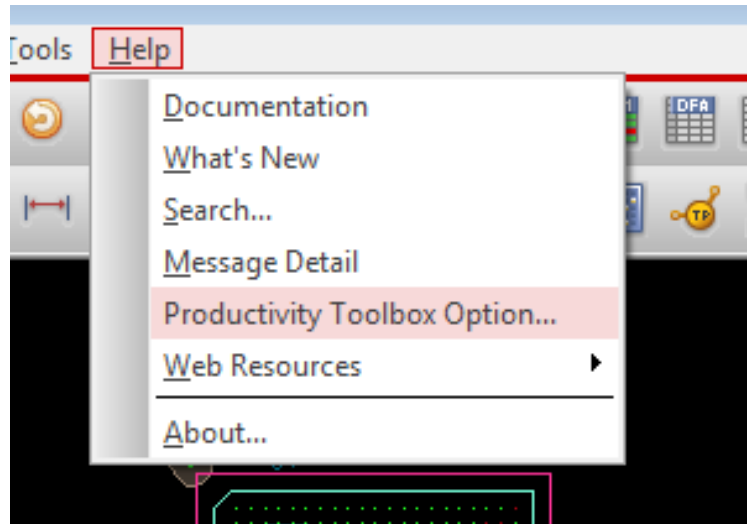 Tools Help
Documentation
DFA
What's New
Search...
TP
Message Detail
Productivity Toolbox Option...
Web Resources
About...